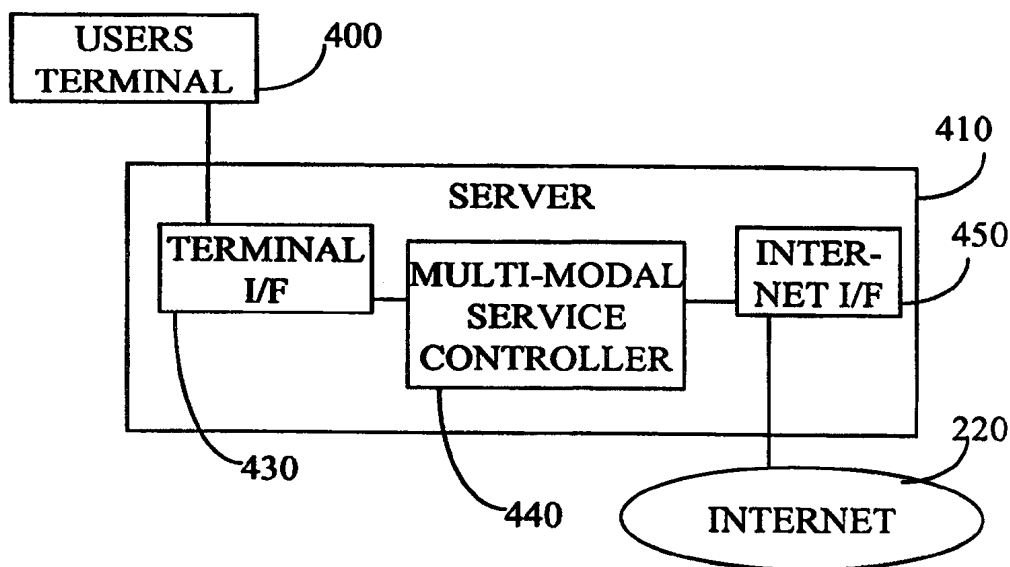 USERS
TERMINAL
400
410
SERVER
TERMINAL
I/F
MULTI-MODAL
SERVICE
CONTROLLER
INTER-
NET I/F
450
430
440
220
INTERNET